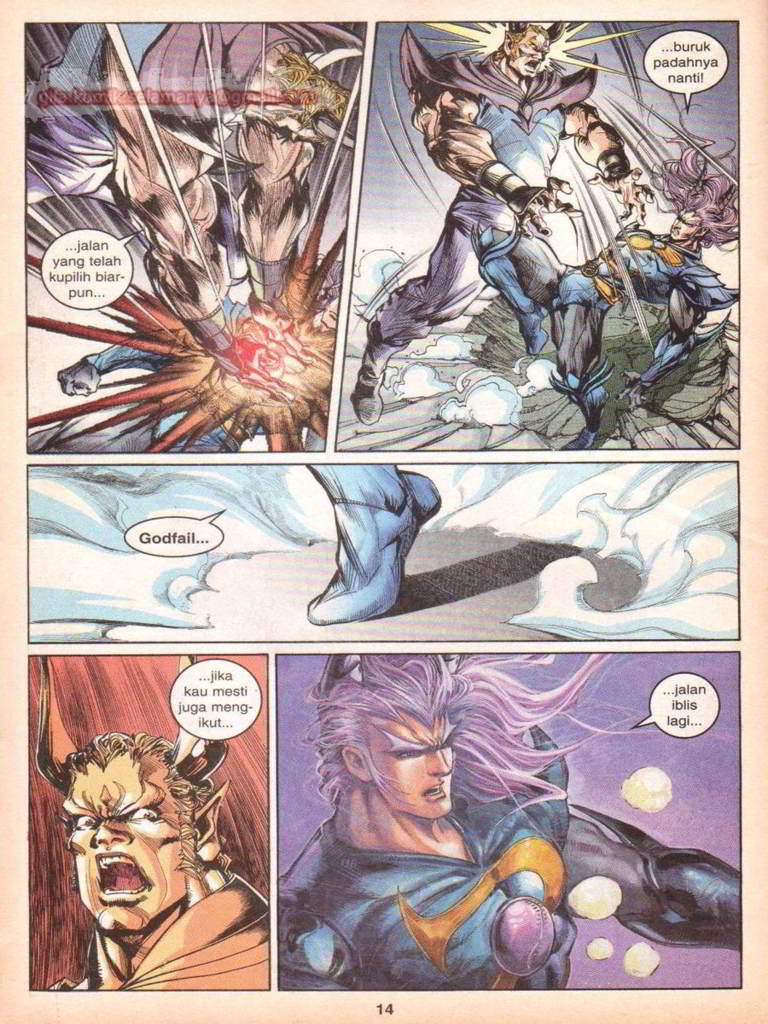 ...jalan
yang telah
kupilih biar-
pun...
...buruk
padahnya
nanti!
Godfail...
...jika
kau mesti
juga meng-
ikut...
...jalan
iblis
lagi...
14